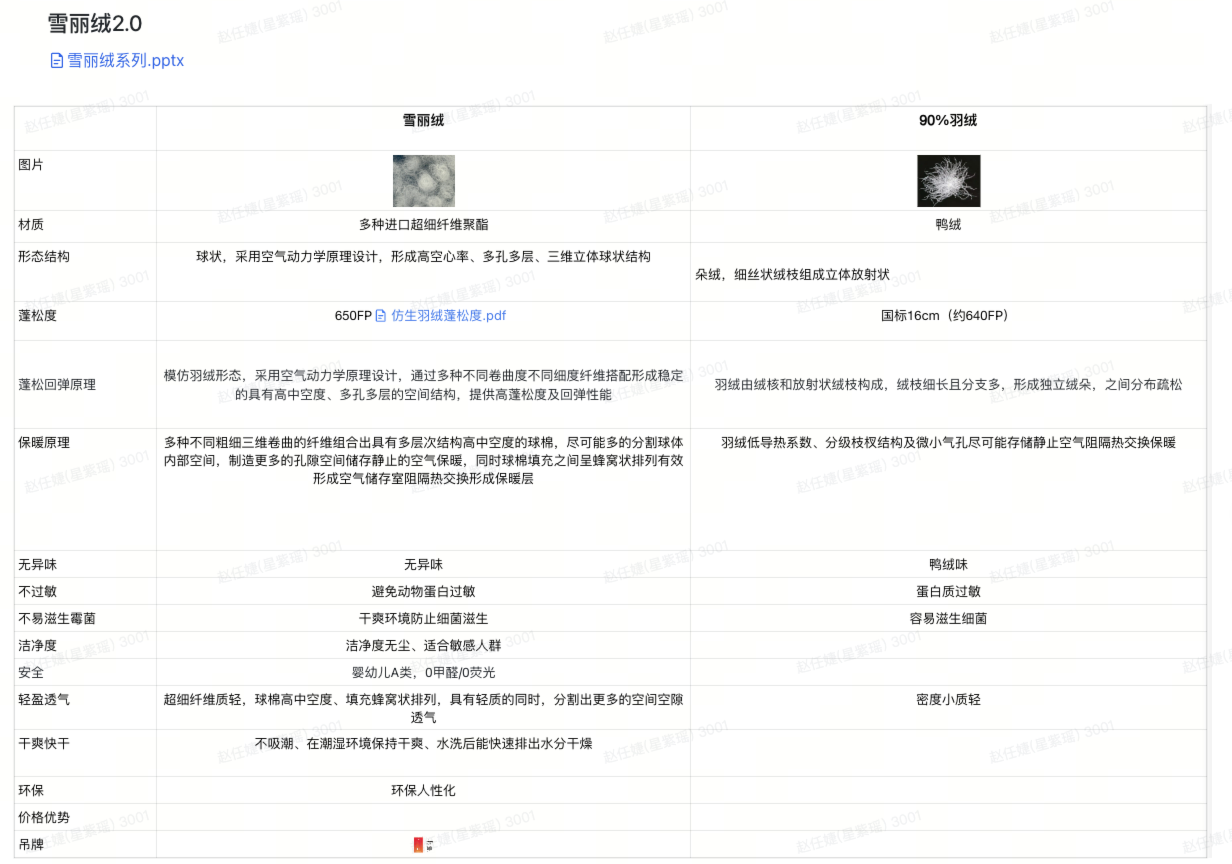 雪丽绒2.0
雪丽绒系列.pptx
雪丽绒
90%羽绒
图片
材质
多种进口超细纤维聚酯
鸭绒
形态结构
球状，采用空气动力学原理设计，形成高空心率、多孔多层、三维立体球状结构
朵绒，细丝状绒枝组成立体放射状
蓬松度
650FP 仿生羽绒蓬松度.pdf
国标16cm（约640FP）
蓬松回弹原理
模仿羽绒形态，采用空气动力学原理设计，通过多种不同卷曲度不同细度纤维搭配形成稳定
的具有高中空度、多孔多层的空间结构，提供高蓬松度及回弹性能
羽绒由绒核和放射状绒枝构成，绒枝细长且分支多，形成独立绒朵，之间分布疏松
保暖原理
多种不同粗细三维卷曲的纤维组合出具有多层次结构高中空度的球棉，尽可能多的分割球体
内部空间，制造更多的孔隙空间储存静止的空气保暖，同时球棉填充之间呈蜂窝状排列有效
形成空气储存室阻隔热交换形成保暖层
羽绒低导热系数、分级枝杈结构及微小气孔尽可能存储静止空气阻隔热交换保暖
无异味
无异味
鸭绒味
不过敏
避免动物蛋白过敏
蛋白质过敏
不易滋生霉菌
干爽环境防止细菌滋生
容易滋生细菌
洁净度
洁净度无尘、适合敏感人群
安全
婴幼儿A类，0甲醛/0荧光
轻盈透气
超细纤维质轻，球棉高中空度、填充蜂窝状排列，具有轻质的同时，分割出更多的空间空隙
透气
密度小质轻
干爽快干
不吸潮、在潮湿环境保持干爽、水洗后能快速排出水分干燥
环保
环保人性化
价格优势
吊牌
赵任婕(星紫瑶) 3001